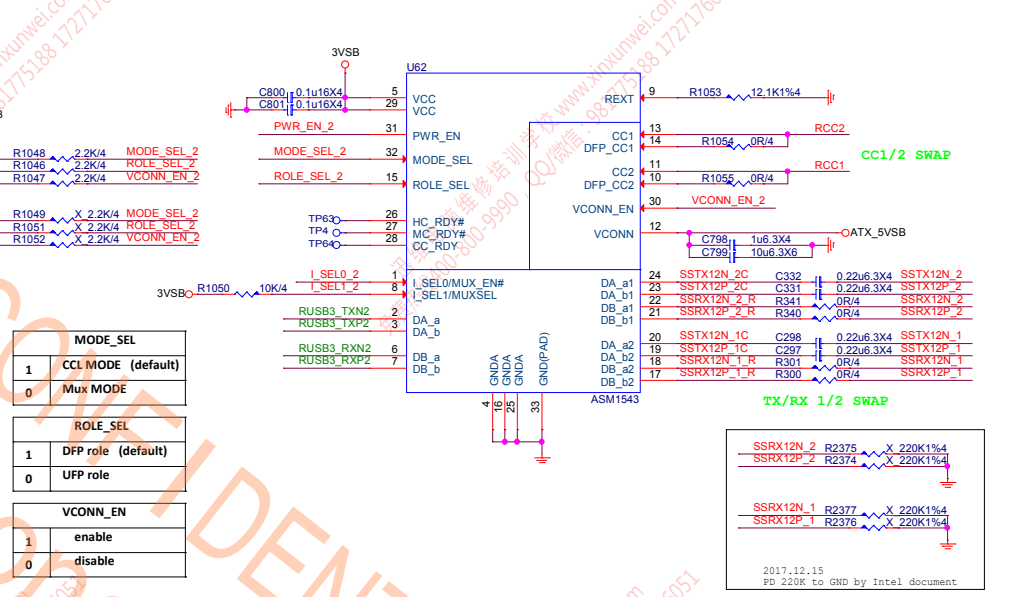 3VSB
U62
C800 0.1u16X4
C801 0.1u16X4
5 VCC
29 VCC
PWR_EN_2 31 PWR_EN
MODE_SEL_2 32 MODE_SEL
ROLE_SEL_2 15 ROLE_SEL
R1048 2.2K/4 MODE_SEL_2
R1046 2.2K/4 ROLE_SEL_2
R1047 2.2K/4 VCONN_EN_2
R1049 X_2.2K/4 MODE_SEL_2
R1051 X_2.2K/4 ROLE_SEL_2
R1052 X_2.2K/4 VCONN_EN_2
TP63 26 HC_RDY#
TP4 27 MC_RDY#
TP64 28 CC_RDY
I_SEL0_2 1 I_SEL0/MUX_EN#
3VSB R1050 10K/4 I_SEL1_2 8 I_SEL1/MUXSEL
RUSB3_TXN2 2 DA_a
RUSB3_TXP2 3 DA_b
RUSB3_RXN2 6 DB_a
RUSB3_RXP2 7 DB_b
REXT 9 R1053 12.1K1%4
CC1 13 RCC2
DFP_CC1 14 R1054 0R/4
CC1/2 SWAP
CC2 11 RCC1
DFP_CC2 10 R1055 0R/4
VCONN_EN 30 VCONN_EN_2
VCONN 12 ATX_5VSB
C798 1u6.3X4
C799 10u6.3X6
DA_a1 24 SSTX12N_2C C332 0.22u6.3X4 SSTX12N_2
DA_b1 23 SSTX12P_2C C331 0.22u6.3X4 SSTX12P_2
DB_a1 22 SSRX12N_2_R R341 0R/4 SSRX12N_2
DB_b1 21 SSRX12P_2_R R340 0R/4 SSRX12P_2
DA_a2 20 SSTX12N_1C C298 0.22u6.3X4 SSTX12N_1
DA_b2 19 SSTX12P_1C C297 0.22u6.3X4 SSTX12P_1
DB_a2 18 SSRX12N_1_R R301 0R/4 SSRX12N_1
DB_b2 17 SSRX12P_1_R R300 0R/4 SSRX12P_1
GNDA GNDA GNDA GND(PAD)
4 16 25 33
ASM1543
TX/RX 1/2 SWAP
MODE_SEL
1 CCL MODE (default)
0 Mux MODE
ROLE_SEL
1 DFP role (default)
0 UFP role
VCONN_EN
1 enable
0 disable
SSRX12N_2 R2375 X_220K1%4
SSRX12P_2 R2374 X_220K1%4
SSRX12N_1 R2377 X_220K1%4
SSRX12P_1 R2376 X_220K1%4
2017.12.15
PD 220K to GND by Intel document